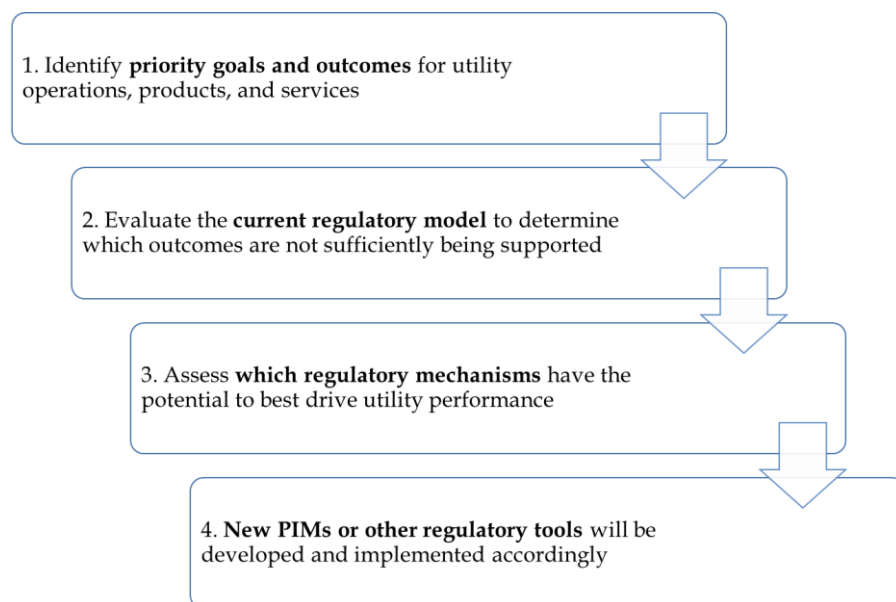 1. Identify priority goals and outcomes for utility
operations, products, and services
2. Evaluate the current regulatory model to determine
which outcomes are not sufficiently being supported
3. Assess which regulatory mechanisms have the
potential to best drive utility performance
4. New PIMs or other regulatory tools will be
developed and implemented accordingly